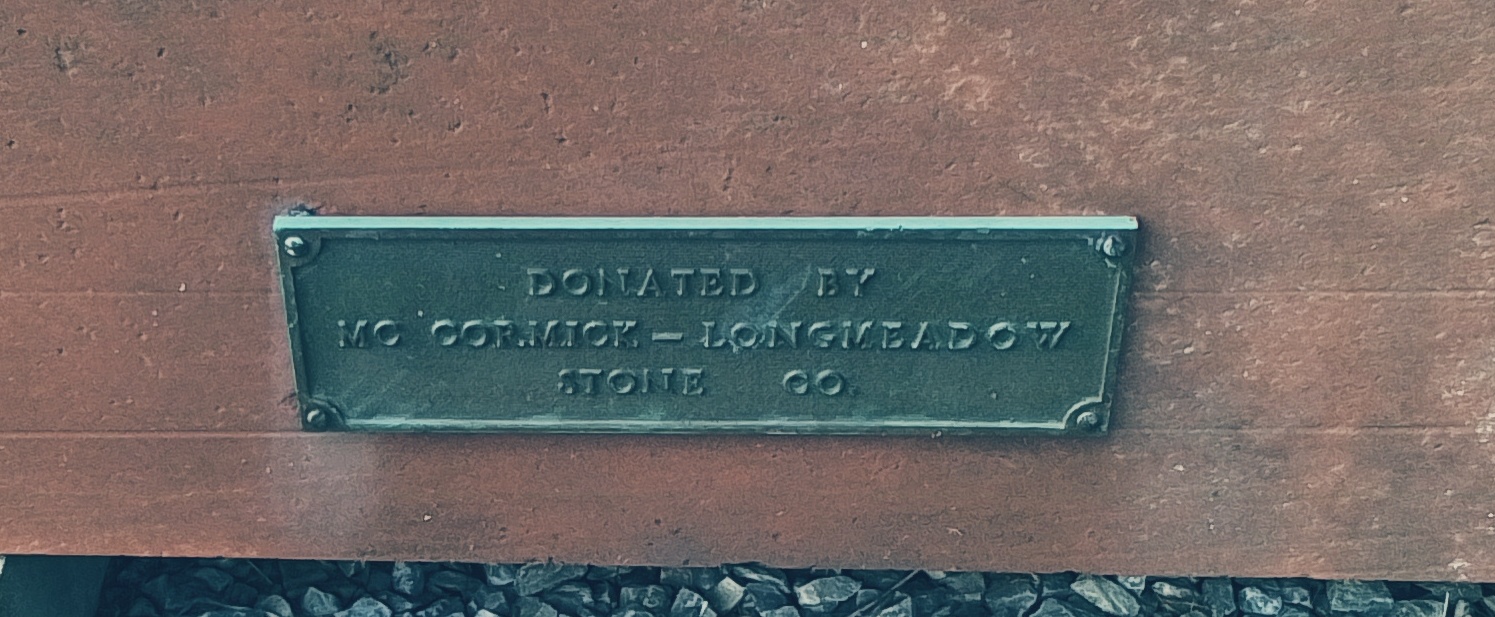 DONATED BY
MC CORMICK — LONGMEADOW
STONE CO.